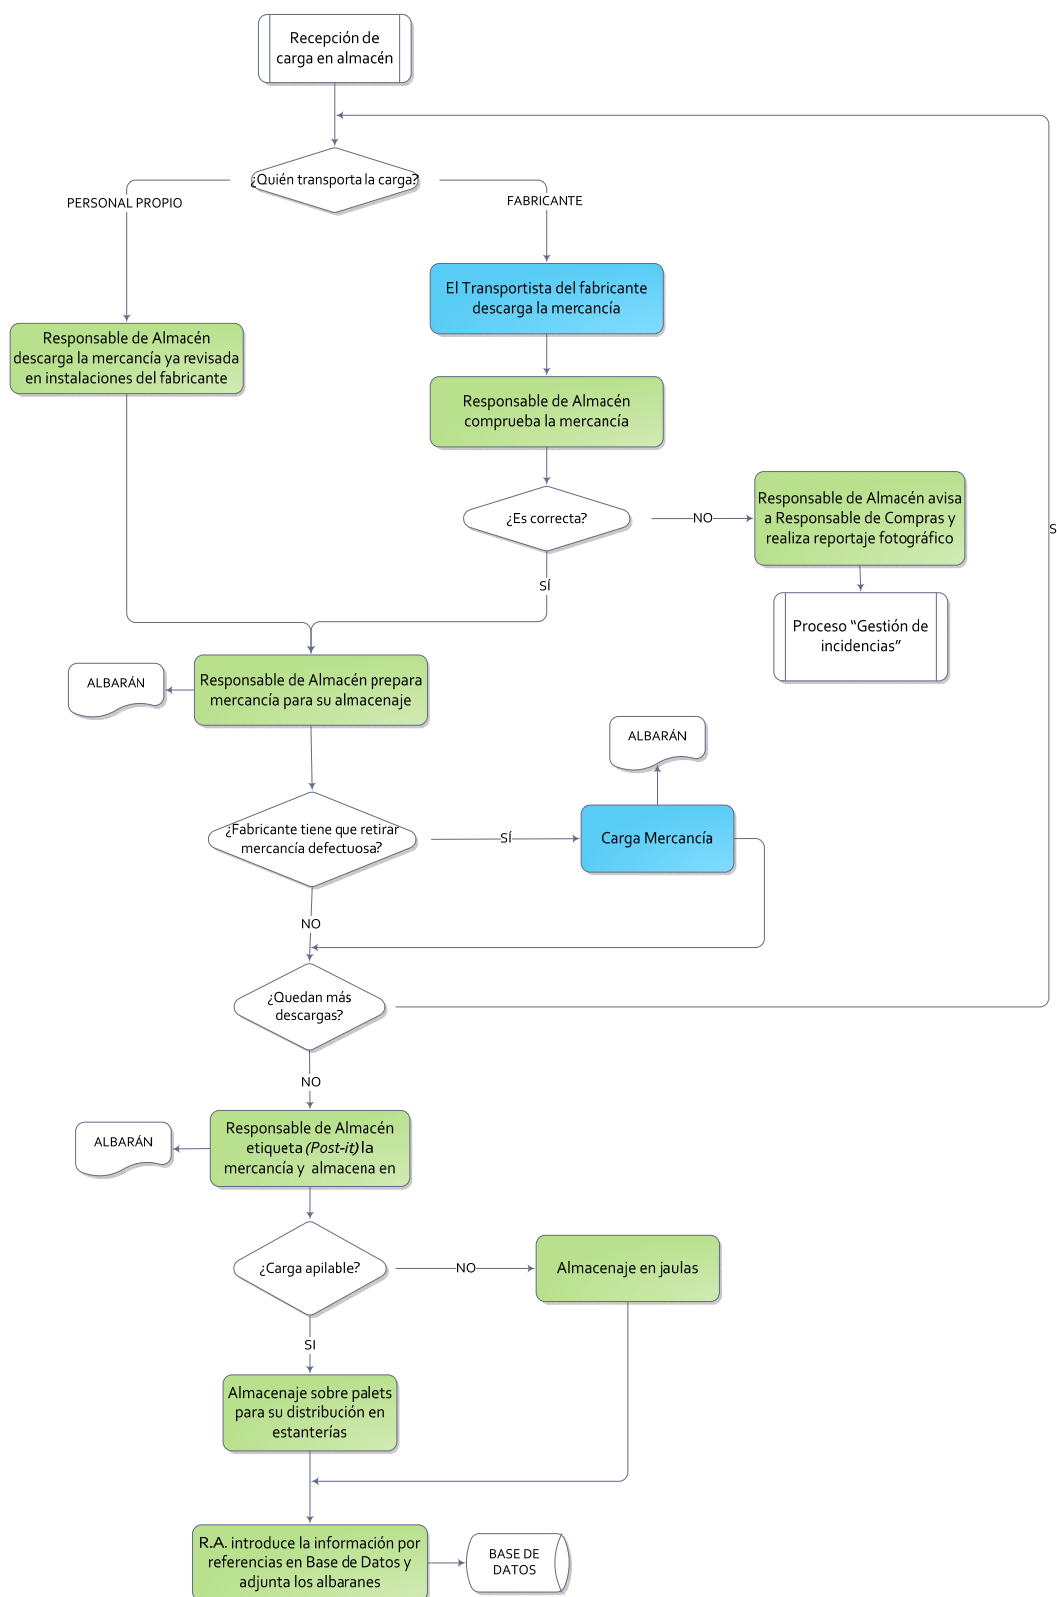 Recepción de
carga en almacén
¿Quién transporta la carga?
PERSONAL PROPIO
FABRICANTE
El Transportista del fabricante
descarga la mercancía
Responsable de Almacén
descarga la mercancía ya revisada
en instalaciones del fabricante
Responsable de Almacén
comprueba la mercancía
¿Es correcta?
NO
Responsable de Almacén avisa
a Responsable de Compras y
realiza reportaje fotográfico
S
SÍ
Proceso “Gestión de
incidencias”
ALBARÁN
Responsable de Almacén prepara
mercancía para su almacenaje
ALBARÁN
¿Fabricante tiene que retirar
mercancía defectuosa?
SÍ
Carga Mercancía
NO
¿Quedan más
descargas?
NO
ALBARÁN
Responsable de Almacén
etiqueta (Post-it) la
mercancía y almacena en
¿Carga apilable?
NO
Almacenaje en jaulas
SI
Almacenaje sobre palets
para su distribución en
estanterías
R.A. introduce la información por
referencias en Base de Datos y
adjunta los albaranes
BASE DE
DATOS